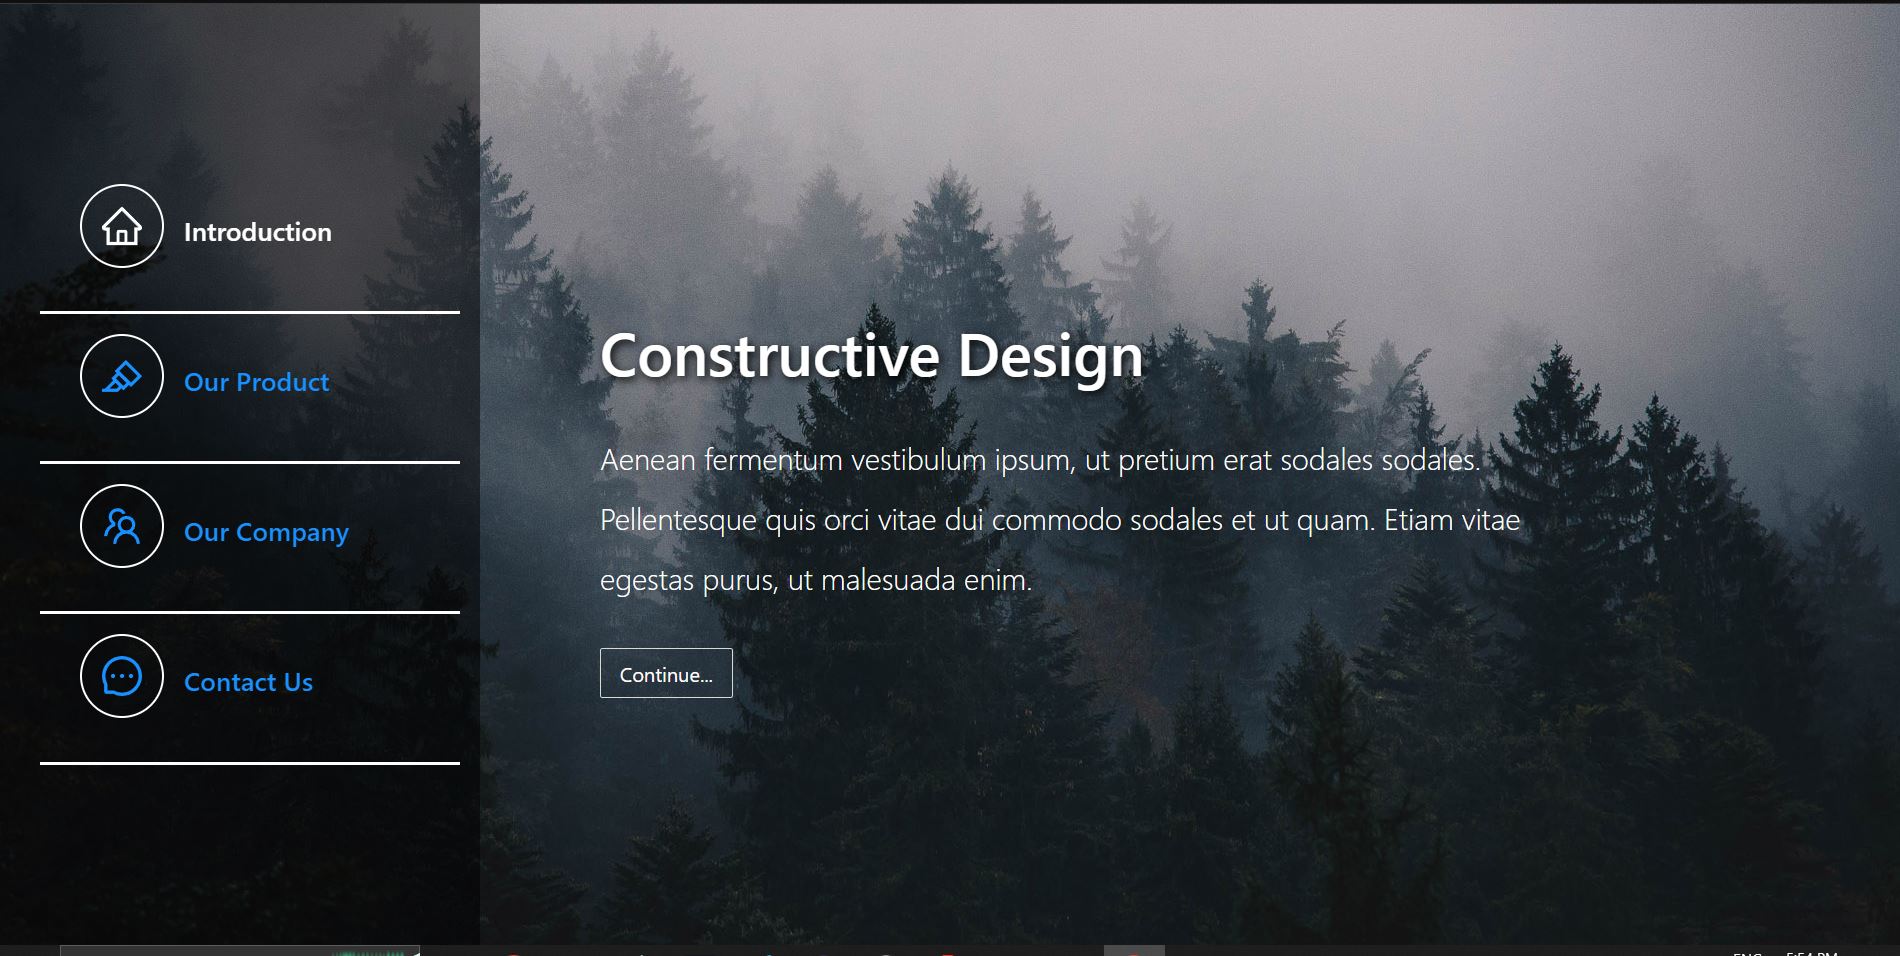 Introduction
Our Product
Our Company
Contact Us
Constructive Design
Aenean fermentum vestibulum ipsum, ut pretium erat sodales sodales.
Pellentesque quis orci vitae dui commodo sodales et ut quam. Etiam vitae
egestas purus, ut malesuada enim.
Continue...